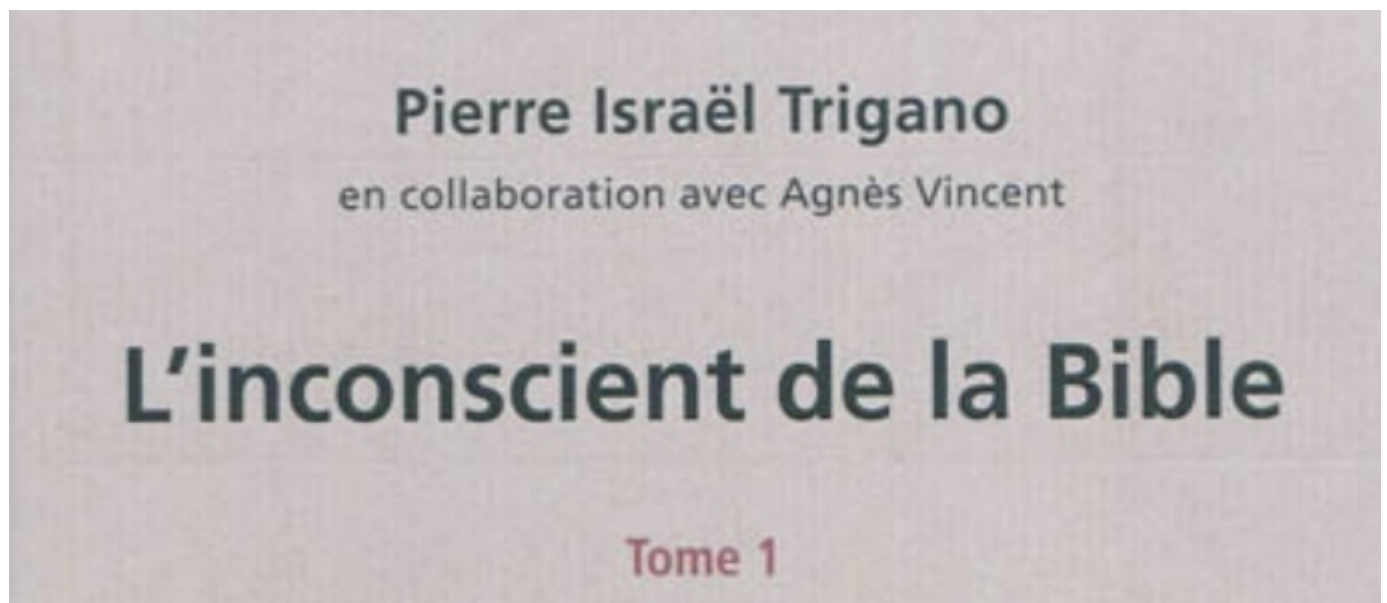 Pierre Israël Trigano
en collaboration avec Agnès Vincent
L’inconscient de la Bible
Tome 1